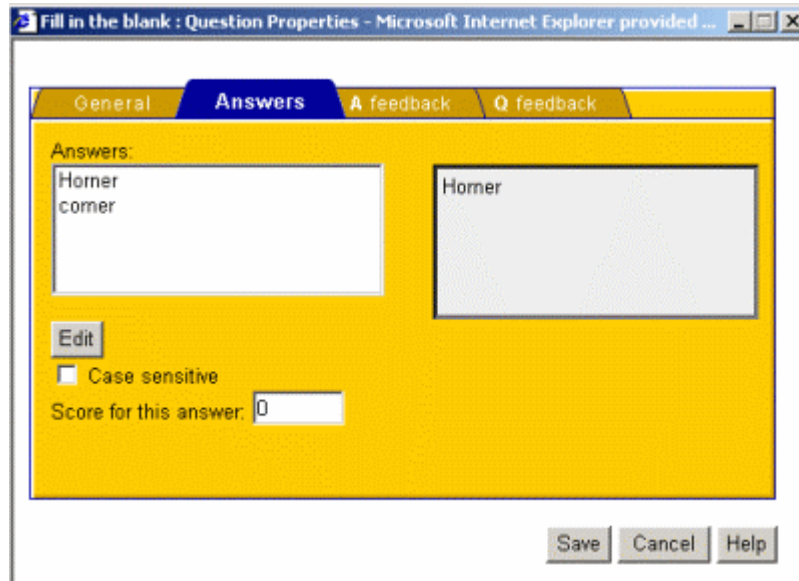 Fill in the blank : Question Properties - Microsoft Internet Explorer provided ...
General Answers A feedback Q feedback
Answers:
Horner
corner
Horner
Edit
Case sensitive
Score for this answer: 0
Save Cancel Help